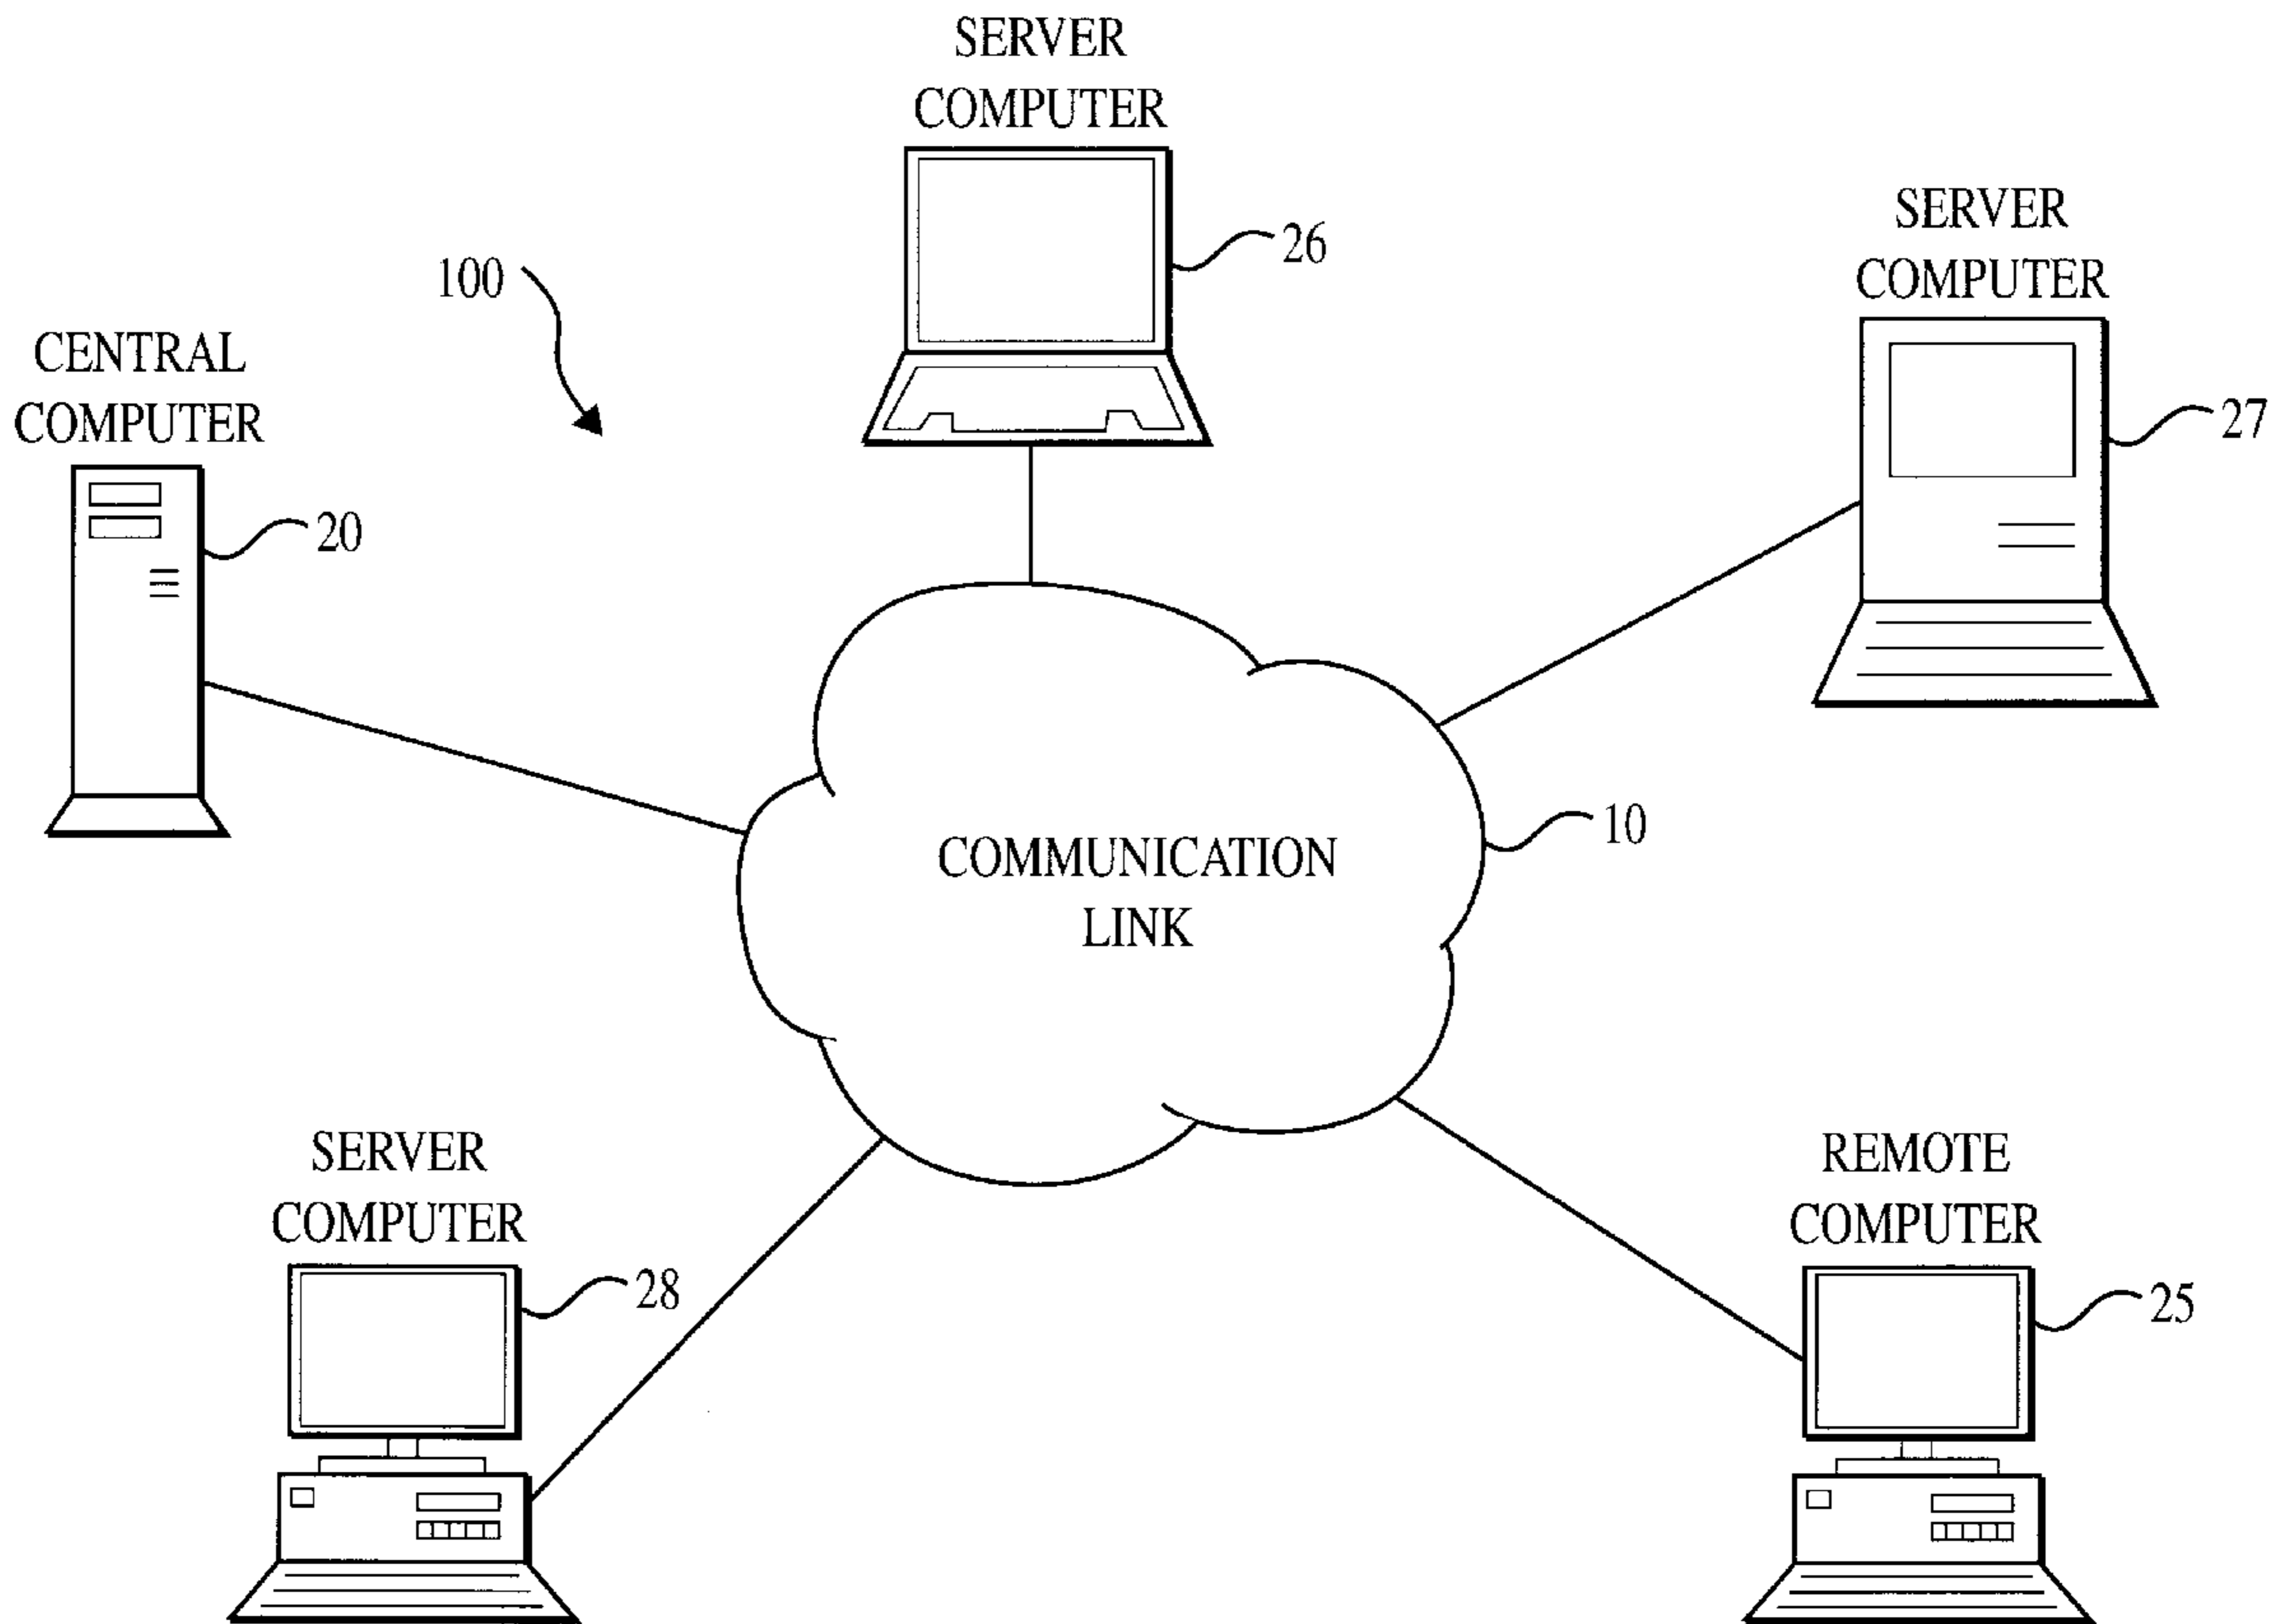 SERVER
COMPUTER
26
SERVER
COMPUTER
27
100
CENTRAL
COMPUTER
20
COMMUNICATION
LINK
10
SERVER
COMPUTER
28
REMOTE
COMPUTER
25